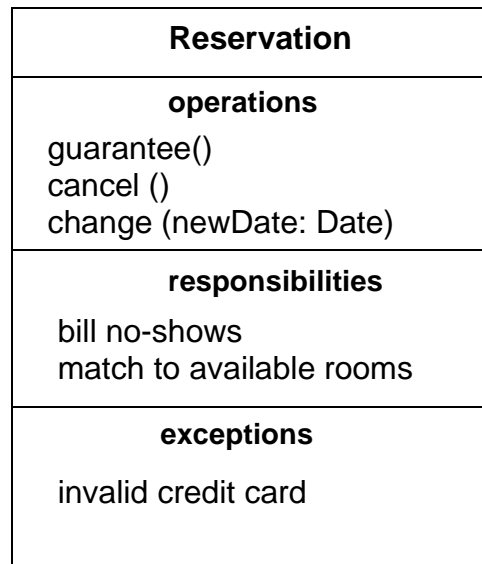 Reservation
operations
guarantee()
cancel ()
change (newDate: Date)
responsibilities
bill no-shows
match to available rooms
exceptions
invalid credit card